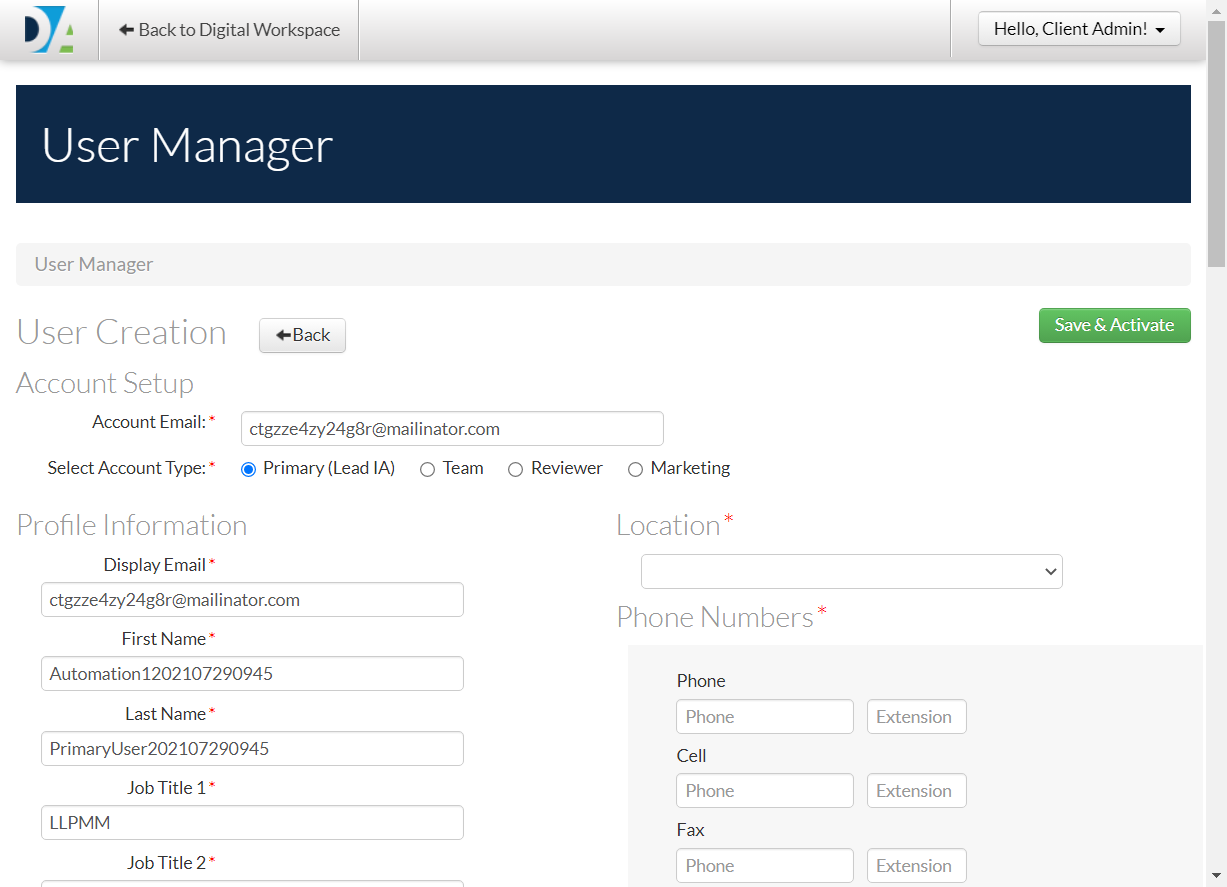 Back to Digital Workspace
Hello, Client Admin!
User Manager
User Manager
User Creation
Back
Save & Activate
Account Setup
Account Email:*
ctgzze4zy24g8r@mailinator.com
Select Account Type:* Primary (Lead IA) Team Reviewer Marketing
Profile Information
Display Email*
ctgzze4zy24g8r@mailinator.com
First Name*
Automation1202107290945
Last Name*
PrimaryUser202107290945
Job Title 1*
LLPMM
Job Title 2*
Location*
Phone Numbers*
Phone
Phone Extension
Cell
Phone Extension
Fax
Phone Extension